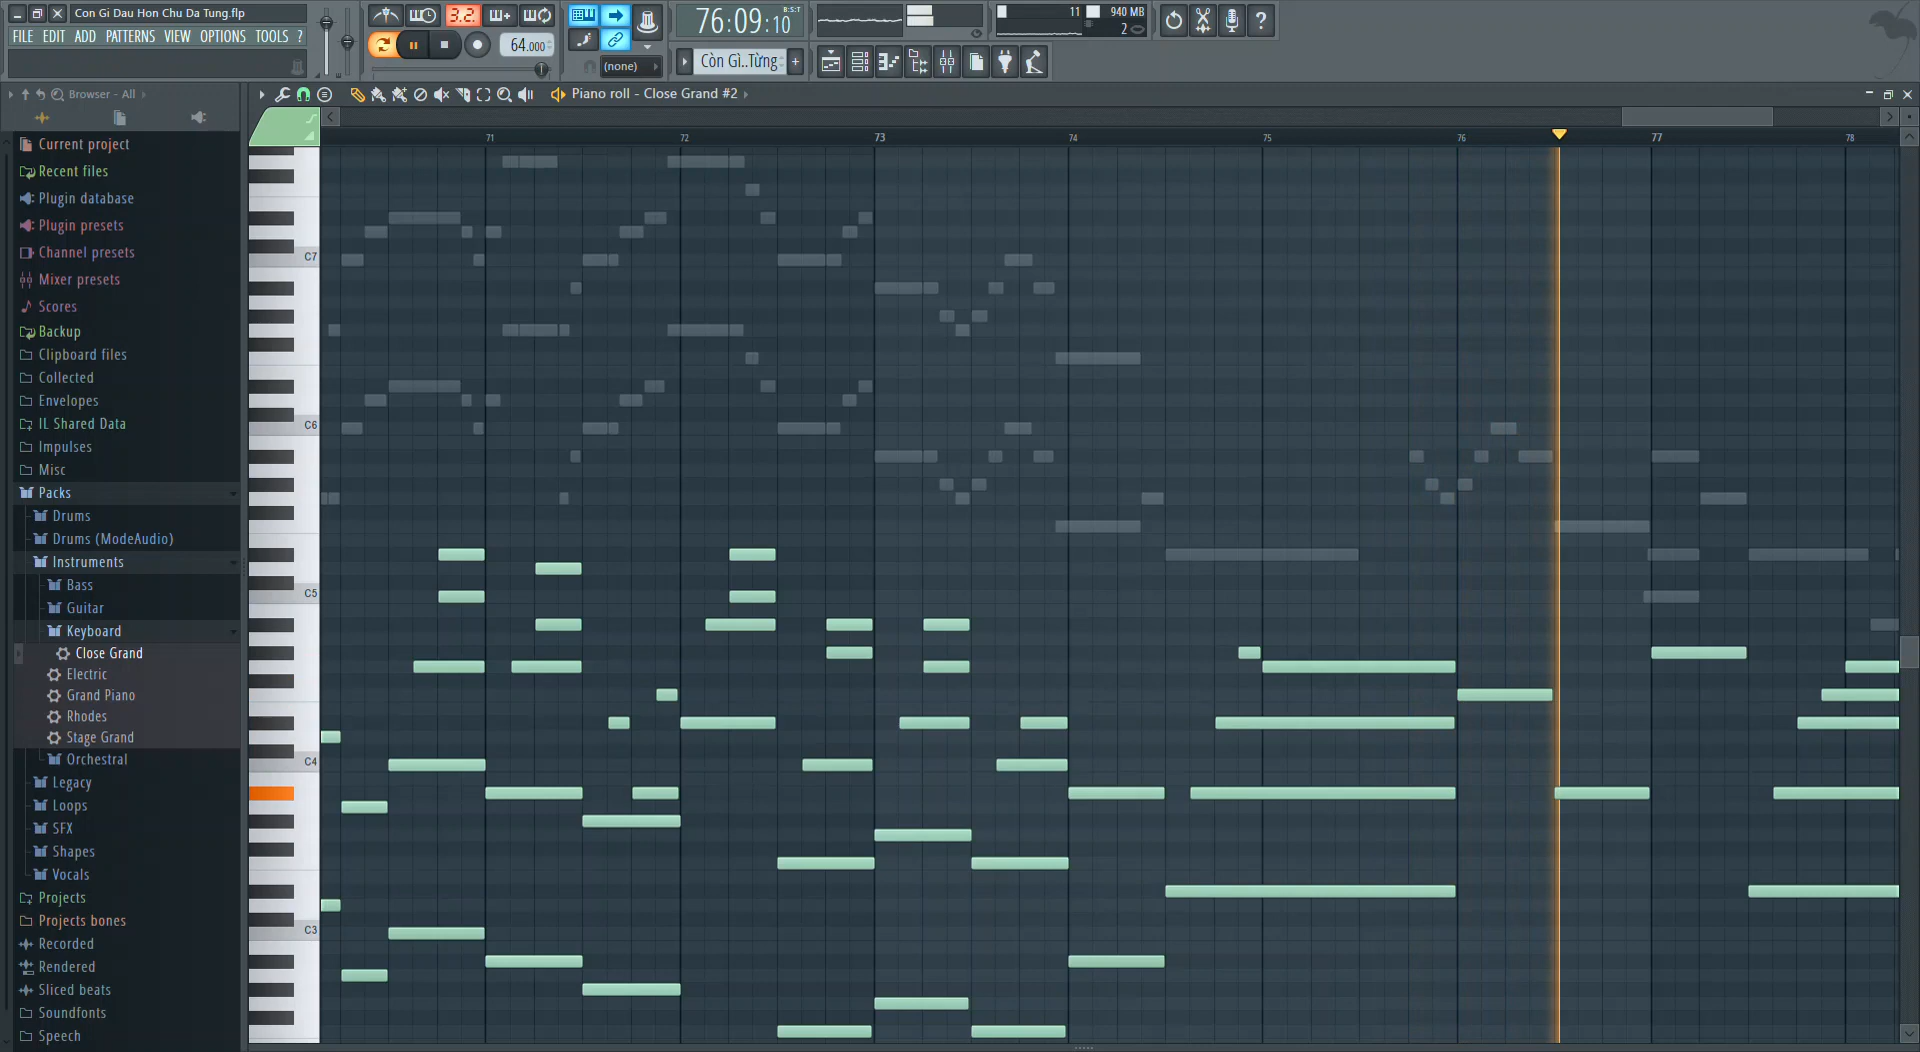 Con Gi Dau Hon Chu Da Tung.flp
FILE EDIT ADD PATTERNS VIEW OPTIONS TOOLS ?
3.2.
64.000
(none)
76:09:10
B:S:T
Còn Gì..Từng
11
940 MB
2
?
Browser - All
Piano roll - Close Grand #2
71 72 73 74 75 76 77 78
Current project
Recent files
Plugin database
Plugin presets
Channel presets
Mixer presets
Scores
Backup
Clipboard files
Collected
Envelopes
IL Shared Data
Impulses
Misc
Packs
Drums
Drums (ModeAudio)
Instruments
Bass
Guitar
Keyboard
Close Grand
Electric
Grand Piano
Rhodes
Stage Grand
Orchestral
Legacy
Loops
SFX
Shapes
Vocals
Projects
Projects bones
Recorded
Rendered
Sliced beats
Soundfonts
Speech
C7
C6
C5
C4
C3